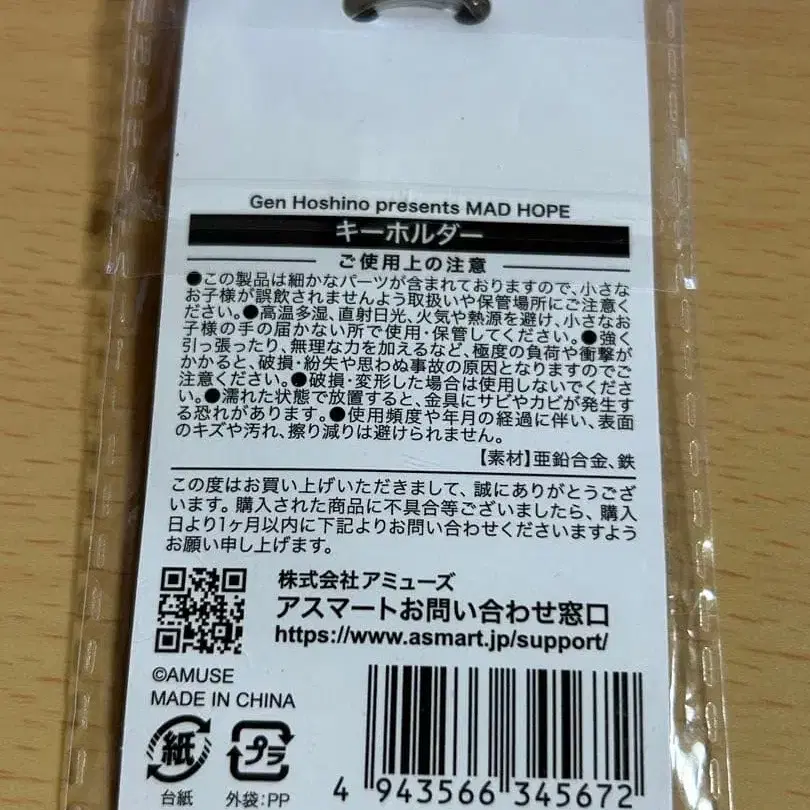 Gen Hoshino presents MAD HOPE
キーホルダー
ご使用上の注意
●この製品は細かなパーツが含まれておりますので、小さな
お子様が誤飲されませんよう取扱いや保管場所にご注意く
ださい。●高温多湿、直射日光、火気や熱源を避け、小さなお
子様の手の届かない所で使用・保管してください。●強く
引っ張ったり、無理な力を加えるなど、極度の負荷や衝撃が
かかると、破損・紛失や思わぬ事故の原因となりますのでご
注意ください。●破損・変形した場合は使用しないでくださ
い。●濡れた状態で放置すると、金具にサビやカビが発生す
る恐れがあります。●使用頻度や年月の経過に伴い、表面
のキズや汚れ、擦り減りは避けられません。
【素材】亜鉛合金、鉄
この度はお買い上げいただきまして、誠にありがとうござ
います。購入された商品に不具合等ございましたら、購入
日より1ヶ月以内に下記よりお問い合わせくださいますよう
お願い申し上げます。
株式会社アミューズ
アスマートお問い合わせ窓口
https://www.asmart.jp/support/
©AMUSE
MADE IN CHINA
紙
台紙
プラ
外袋:PP
4 943566 345672